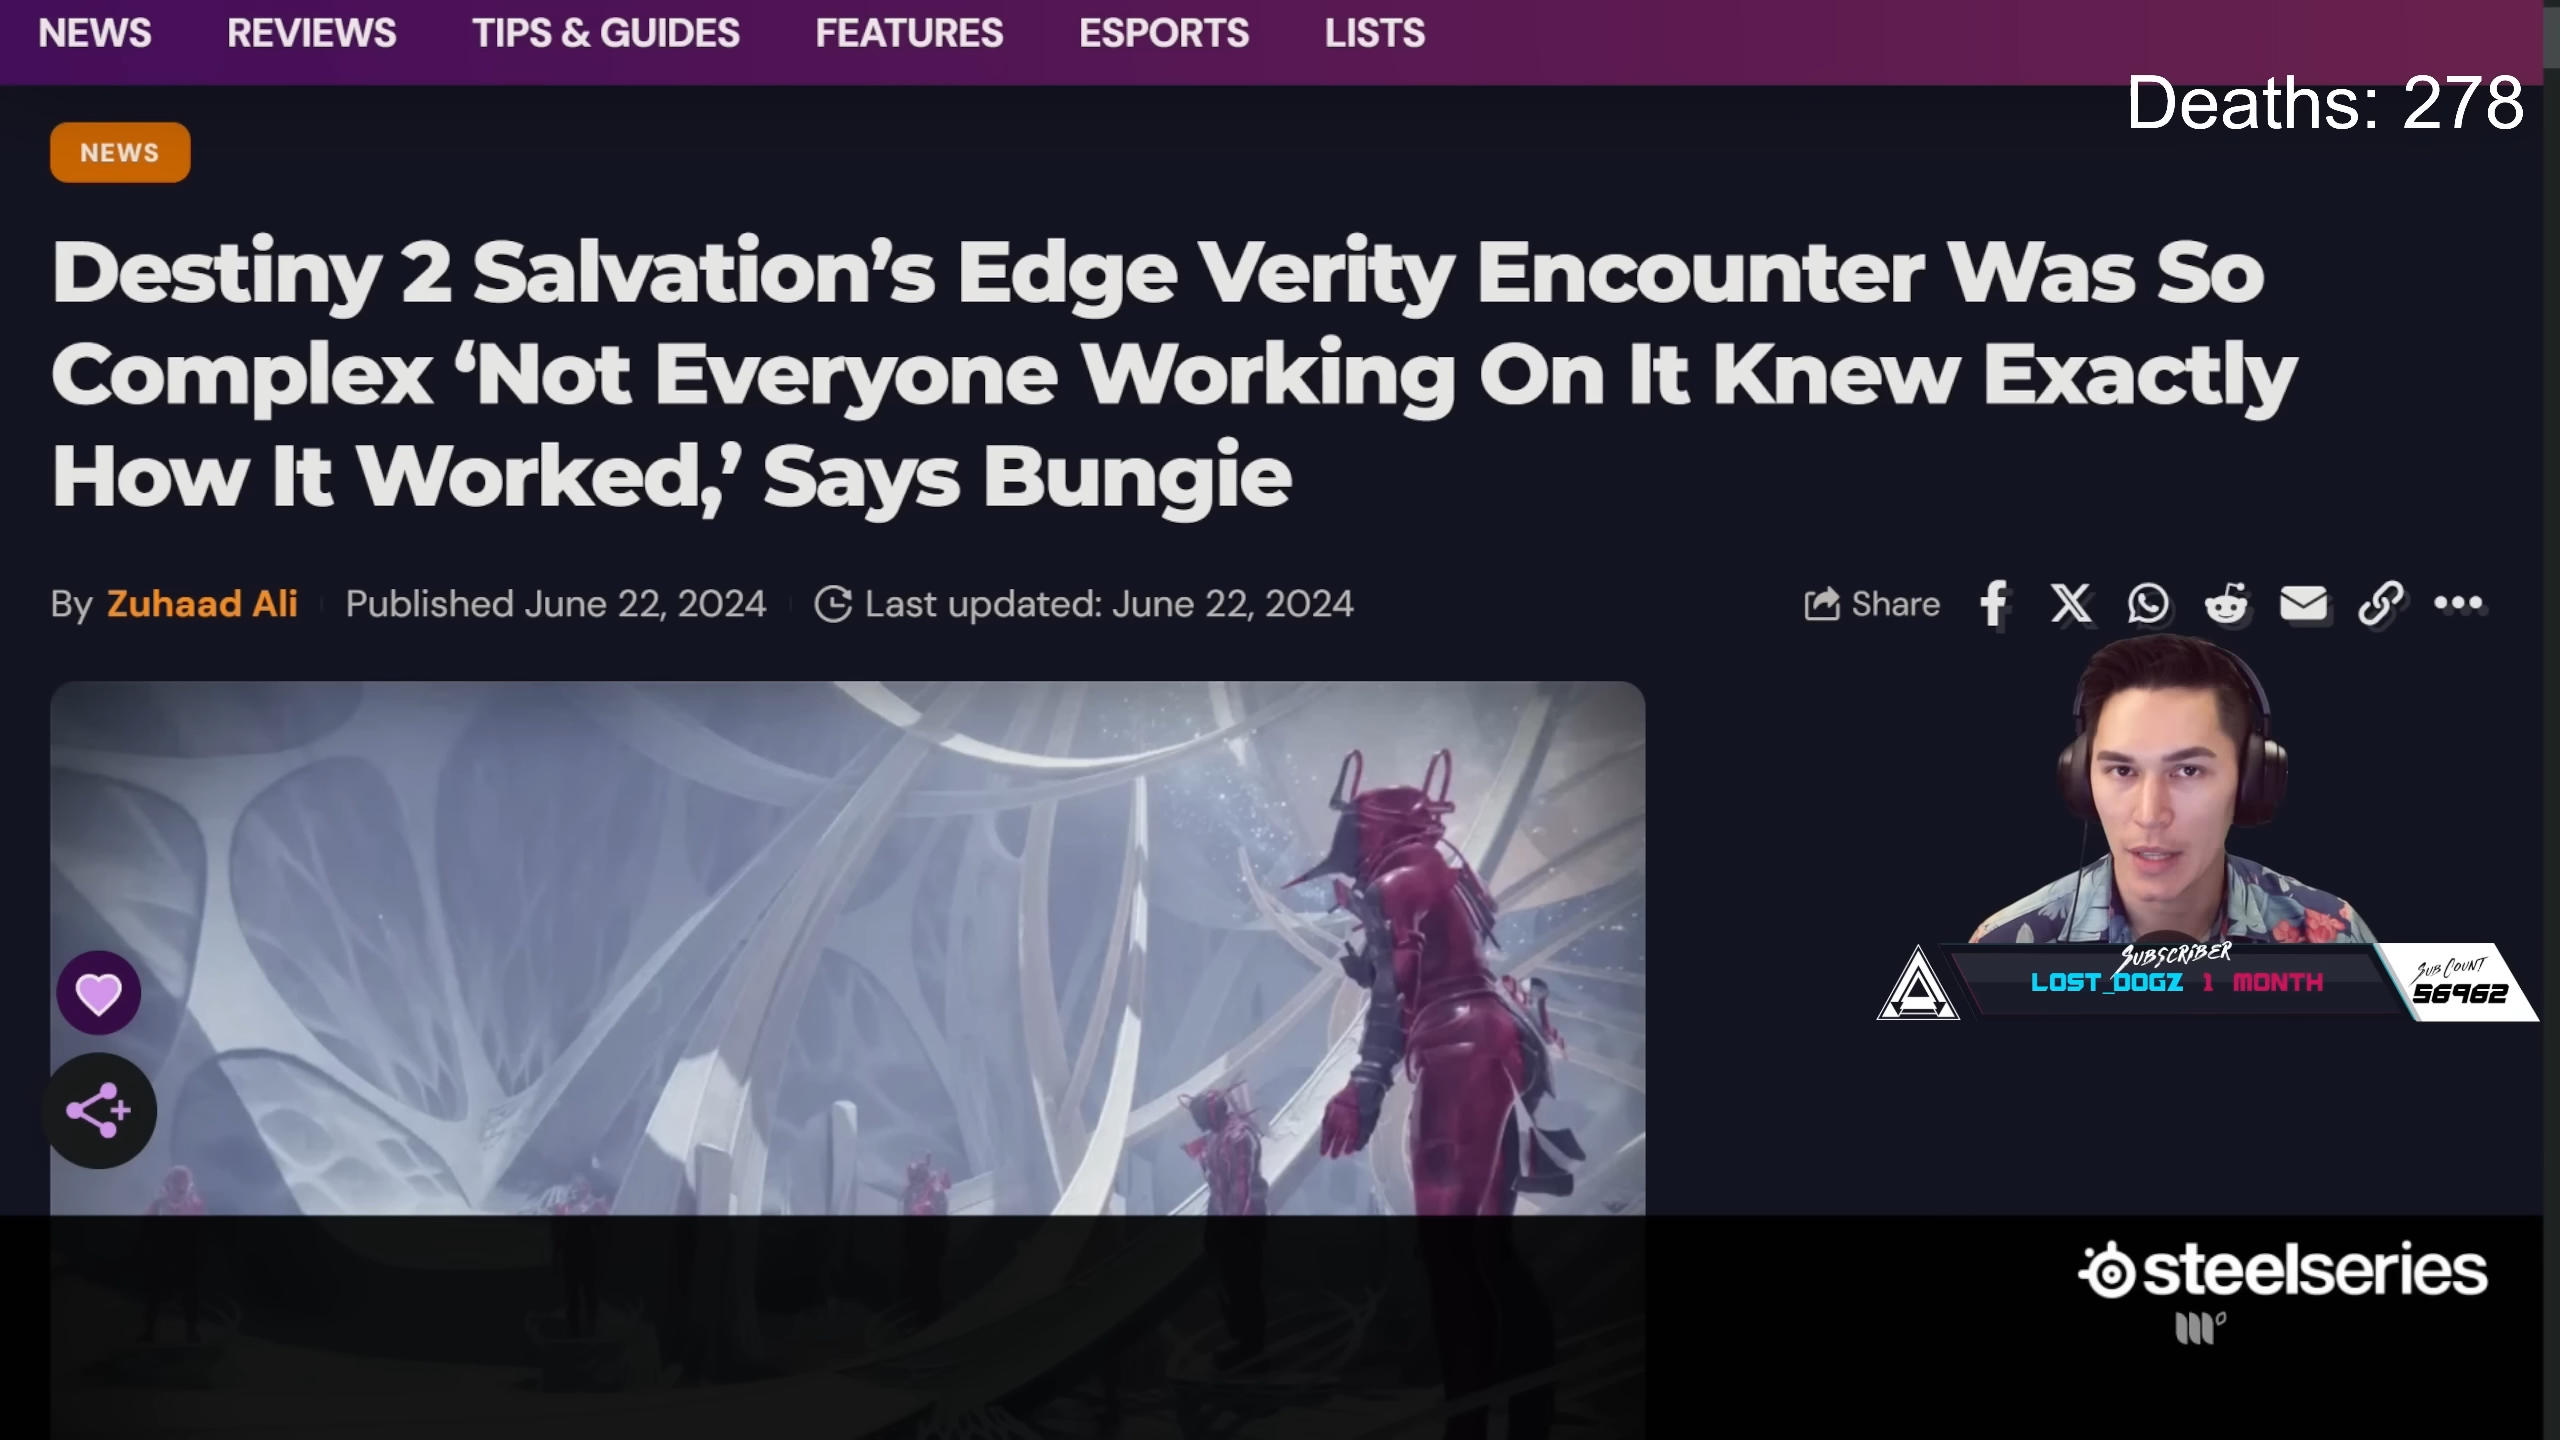 NEWS REVIEWS TIPS & GUIDES FEATURES ESPORTS LISTS
Deaths: 278
NEWS
Destiny 2 Salvation’s Edge Verity Encounter Was So
Complex ‘Not Everyone Working On It Knew Exactly
How It Worked,’ Says Bungie
By Zuhaad Ali Published June 22, 2024 Last updated: June 22, 2024 Share
SUBSCRIBER
LOST_DOGZ 1 MONTH
SUB COUNT
56962
steelseries